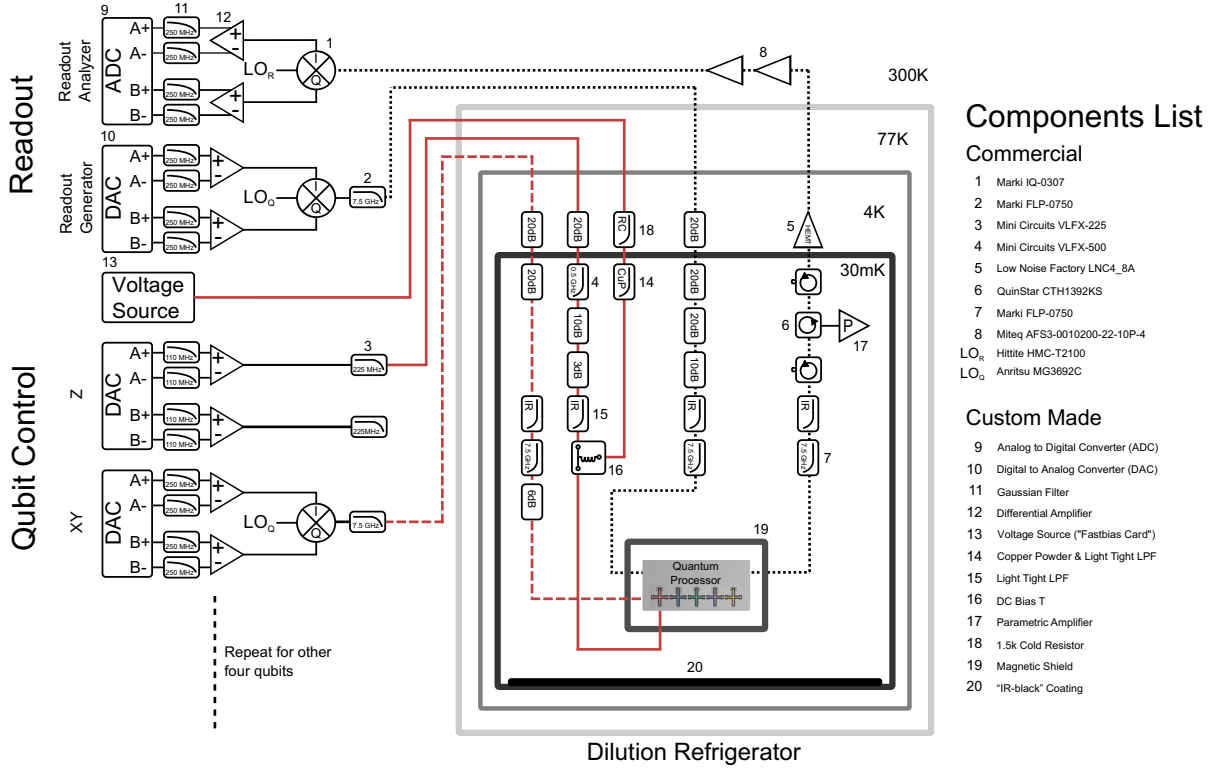 Readout
Readout
Analyzer
9
ADC
A+
A-
B+
B-
11
250 MHz
250 MHz
250 MHz
250 MHz
12
+
-
+
-
1
I
Q
LOR
8
300K
Readout
Generator
10
DAC
A+
A-
B+
B-
250 MHz
250 MHz
250 MHz
250 MHz
+
-
+
-
I
Q
LOQ
2
7.5 GHz
13
Voltage
Source
Qubit Control
Z
DAC
A+
A-
B+
B-
110 MHz
110 MHz
110 MHz
110 MHz
+
-
+
-
3
225 MHz
225MHz
XY
DAC
A+
A-
B+
B-
250 MHz
250 MHz
250 MHz
250 MHz
+
-
+
-
I
Q
LOQ
7.5 GHz
Repeat for other
four qubits
77K
4K
20dB
20dB
RC
18
20dB
5
HEMT
30mK
20dB
0.5 GHz
4
CuP
14
20dB
10dB
20dB
6
P
17
3dB
10dB
IR
IR
15
IR
IR
7.5 GHz
16
7.5 GHz
7.5 GHz
7
6dB
19
Quantum
Processor
20
Dilution Refrigerator
Components List
Commercial
1 Marki IQ-0307
2 Marki FLP-0750
3 Mini Circuits VLFX-225
4 Mini Circuits VLFX-500
5 Low Noise Factory LNC4_8A
6 QuinStar CTH1392KS
7 Marki FLP-0750
8 Miteq AFS3-0010200-22-10P-4
LOR Hittite HMC-T2100
LOQ Anritsu MG3692C
Custom Made
9 Analog to Digital Converter (ADC)
10 Digital to Analog Converter (DAC)
11 Gaussian Filter
12 Differential Amplifier
13 Voltage Source ("Fastbias Card")
14 Copper Powder & Light Tight LPF
15 Light Tight LPF
16 DC Bias T
17 Parametric Amplifier
18 1.5k Cold Resistor
19 Magnetic Shield
20 “IR-black” Coating